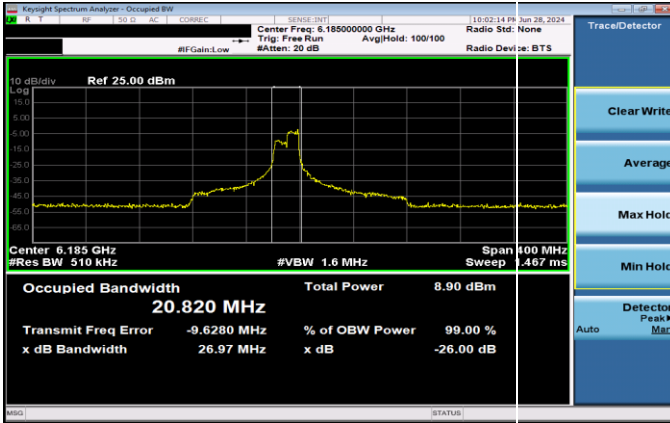 Keysight Spectrum Analyzer - Occupied BW
LXI R T RF 50 Ω AC CORREC SENSE:INT 10:02:14 PM Jun 28, 2024
Center Freq: 6.185000000 GHz Radio Std: None
Trig: Free Run Avg|Hold: 100/100
#IFGain:Low #Atten: 20 dB Radio Device: BTS
Trace/Detector
10 dB/div Ref 25.00 dBm
Log
15.0
5.00
-5.00
-15.0
-25.0
-35.0
-45.0
-55.0
-65.0
Center 6.185 GHz Span 400 MHz
#Res BW 510 kHz #VBW 1.6 MHz Sweep 1.467 ms
Occupied Bandwidth Total Power 8.90 dBm
20.820 MHz
Transmit Freq Error -9.6280 MHz % of OBW Power 99.00 %
x dB Bandwidth 26.97 MHz x dB -26.00 dB
Clear Write
Average
Max Hold
Min Hold
Detector
Peak
Auto Man
MSG STATUS